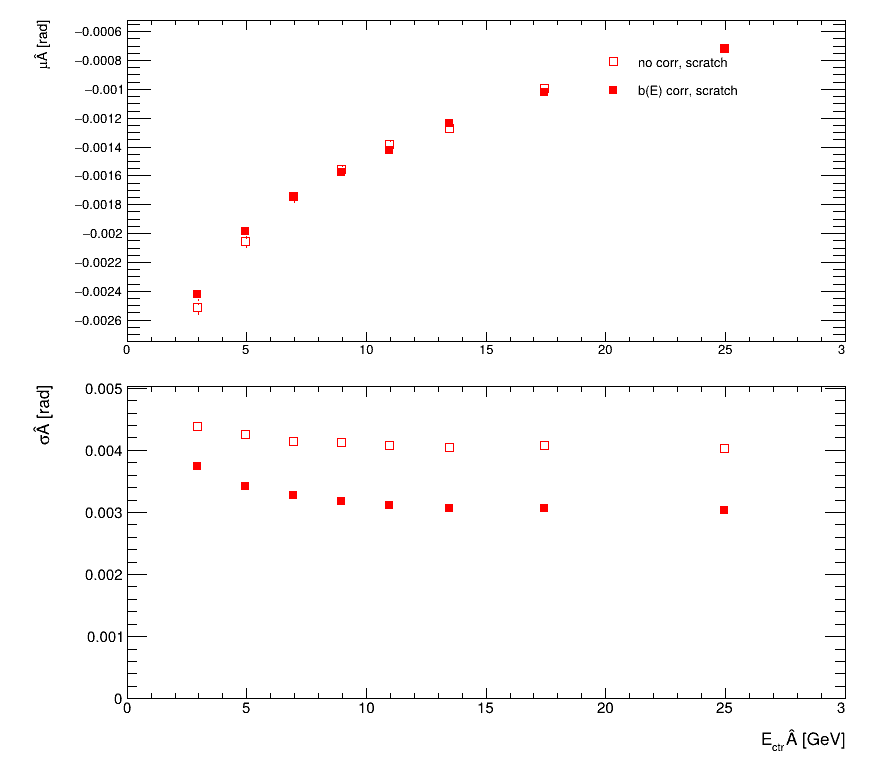 μÂ [rad]
−0.0006
−0.0008
−0.001
−0.0012
−0.0014
−0.0016
−0.0018
−0.002
−0.0022
−0.0024
−0.0026
no corr, scratch
b(E) corr, scratch
0 5 10 15 20 25 3
σÂ [rad]
0.005
0.004
0.003
0.002
0.001
0
0 5 10 15 20 25 3
E_ctr Â [GeV]